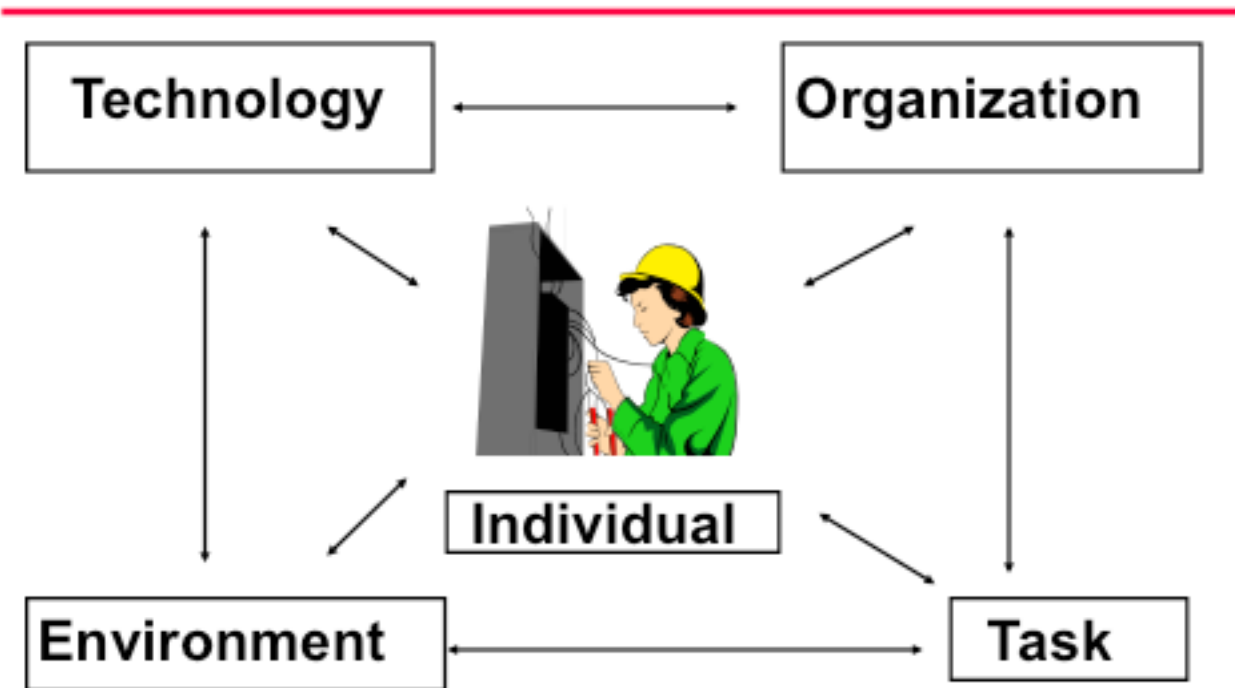 Technology
Organization
Individual
Environment
Task